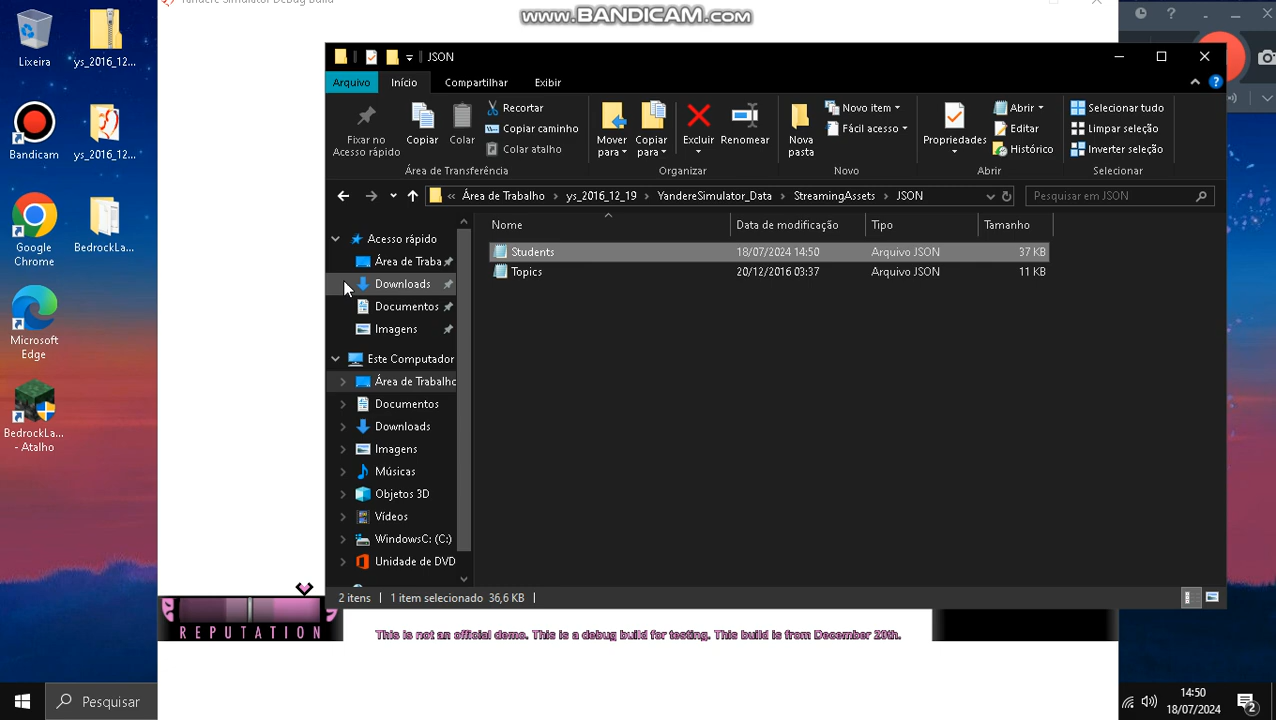 Yandere Simulator Debug Build
www.BANDICAM.com
JSON
Arquivo
Início
Compartilhar
Exibir
Fixar no
Acesso rápido
Copiar
Colar
Recortar
Copiar caminho
Colar atalho
Mover
para
Copiar
para
Excluir
Renomear
Nova
pasta
Novo item
Fácil acesso
Propriedades
Abrir
Editar
Histórico
Selecionar tudo
Limpar seleção
Inverter seleção
Área de Transferência
Organizar
Novo
Abrir
Selecionar
« Área de Trabalho > ys_2016_12_19 > YandereSimulator_Data > StreamingAssets > JSON
Pesquisar em JSON
Nome
Data de modificação
Tipo
Tamanho
Students 18/07/2024 14:50 Arquivo JSON 37 KB
Topics 20/12/2016 03:37 Arquivo JSON 11 KB
Acesso rápido
Área de Traba
Downloads
Documentos
Imagens
Este Computador
Área de Trabalho
Documentos
Downloads
Imagens
Músicas
Objetos 3D
Vídeos
WindowsC: (C:)
Unidade de DVD
2 itens
1 item selecionado 36,6 KB
Lixeira
ys_2016_12...
Bandicam
ys_2016_12...
Google
Chrome
BedrockLa...
Microsoft
Edge
BedrockLa...
- Atalho
REPUTATION
This is not an official demo. This is a debug build for testing. This build is from December 20th.
Pesquisar
14:50
18/07/2024
2